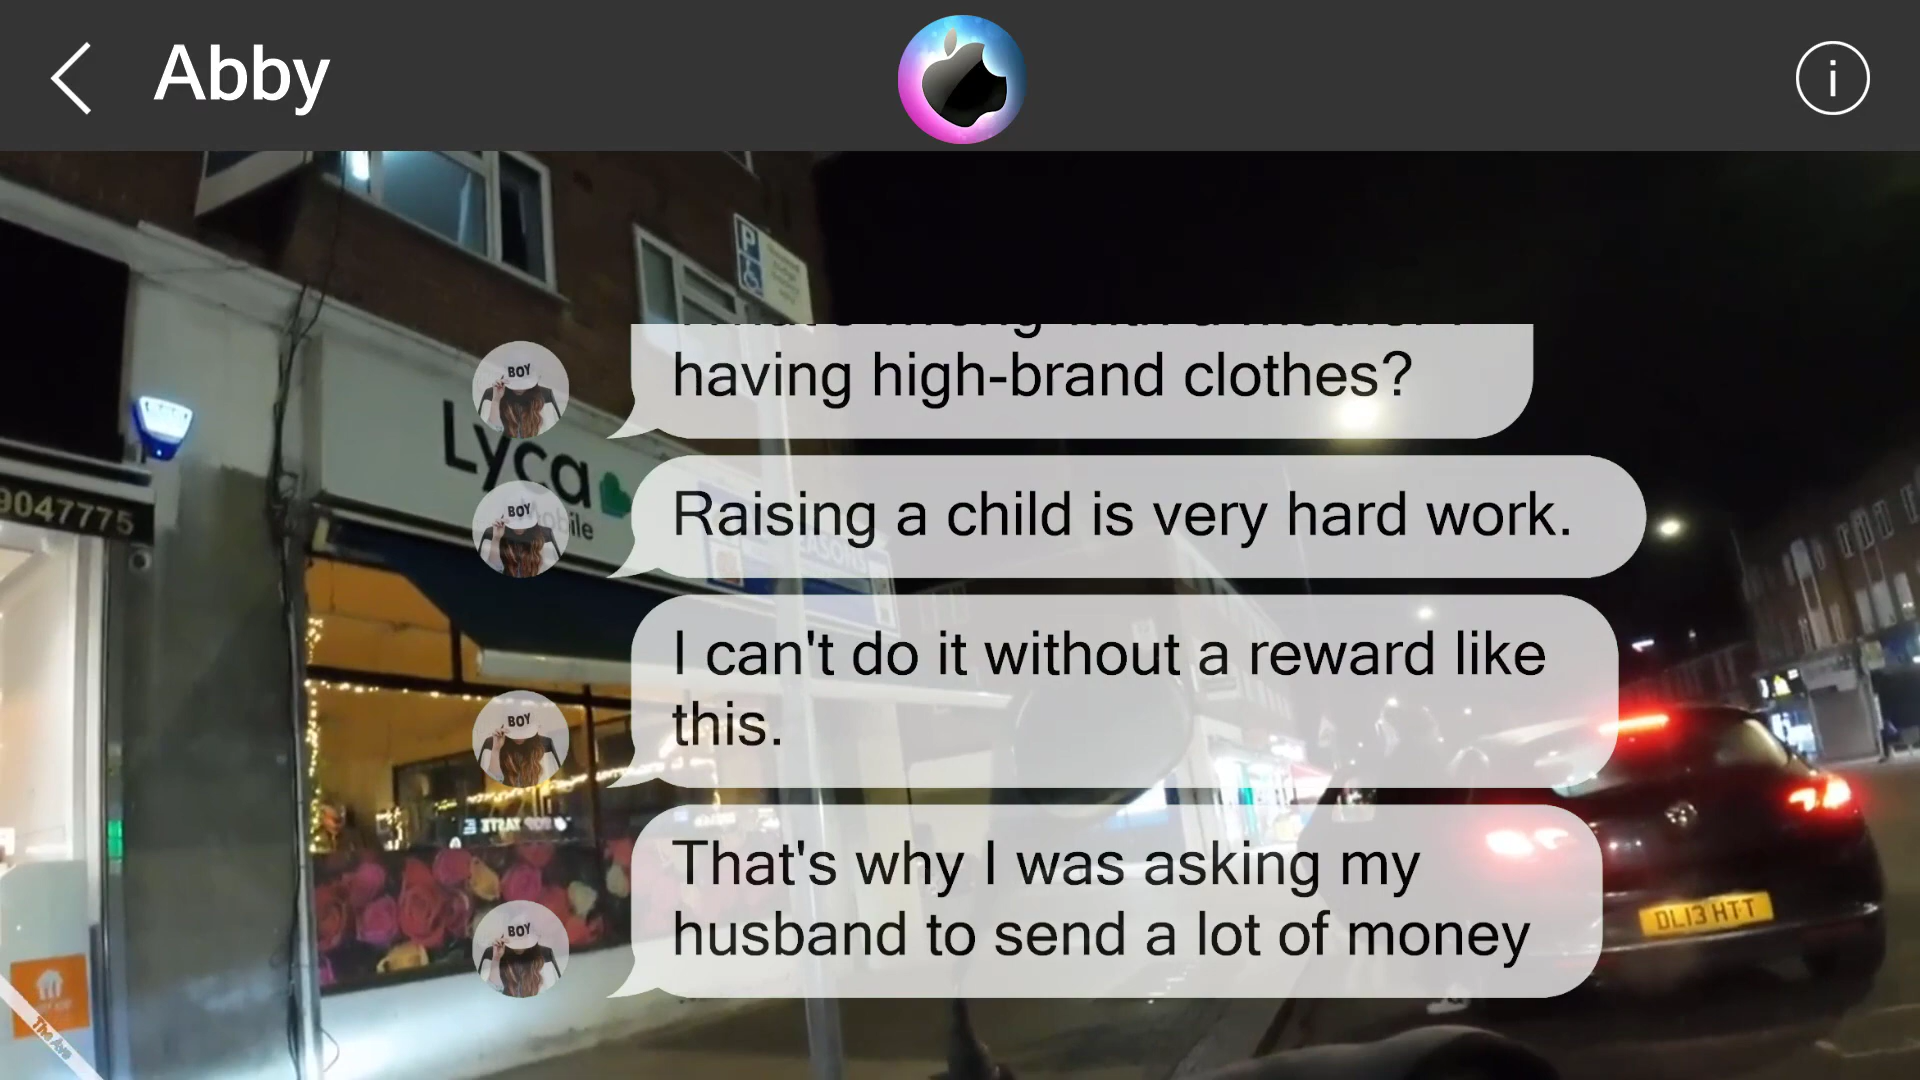 Abby
i
P
having high-brand clothes?
BOY
Lyca
Mobile
9047775
BOY
Raising a child is very hard work.
I can't do it without a reward like
this.
BOY
That's why I was asking my
husband to send a lot of money
BOY
DL13 HTT